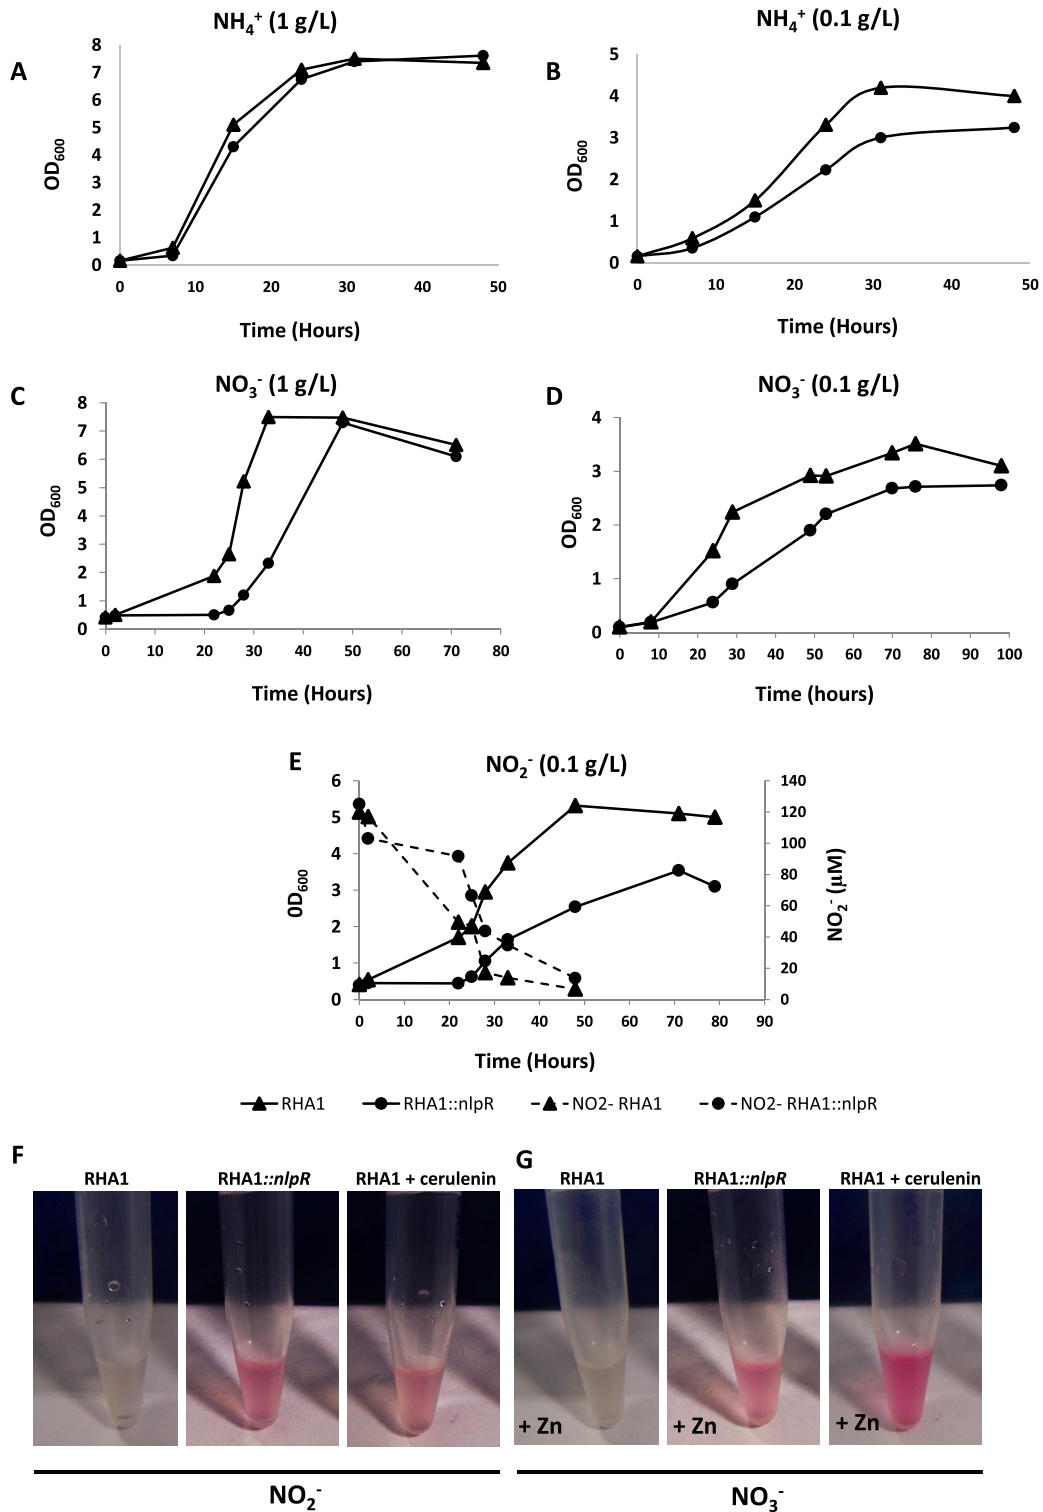 NH4+ (1 g/L)
A
OD600
8
7
6
5
4
3
2
1
0
0 10 20 30 40 50
Time (Hours)
NH4+ (0.1 g/L)
B
OD600
5
4
3
2
1
0
0 10 20 30 40 50
Time (Hours)
NO3- (1 g/L)
C
OD600
8
7
6
5
4
3
2
1
0
0 10 20 30 40 50 60 70 80
Time (Hours)
NO3- (0.1 g/L)
D
OD600
4
3
2
1
0
0 10 20 30 40 50 60 70 80 90 100
Time (hours)
E
NO2- (0.1 g/L)
0D600
6
5
4
3
2
1
0
140
120
100
80
60
40
20
0
NO2- (μM)
0 10 20 30 40 50 60 70 80 90
Time (Hours)
RHA1 RHA1::nlpR NO2- RHA1 NO2- RHA1::nlpR
F
RHA1 RHA1::nlpR RHA1 + cerulenin
NO2-
G
RHA1 RHA1::nlpR RHA1 + cerulenin
+ Zn + Zn + Zn
NO3-